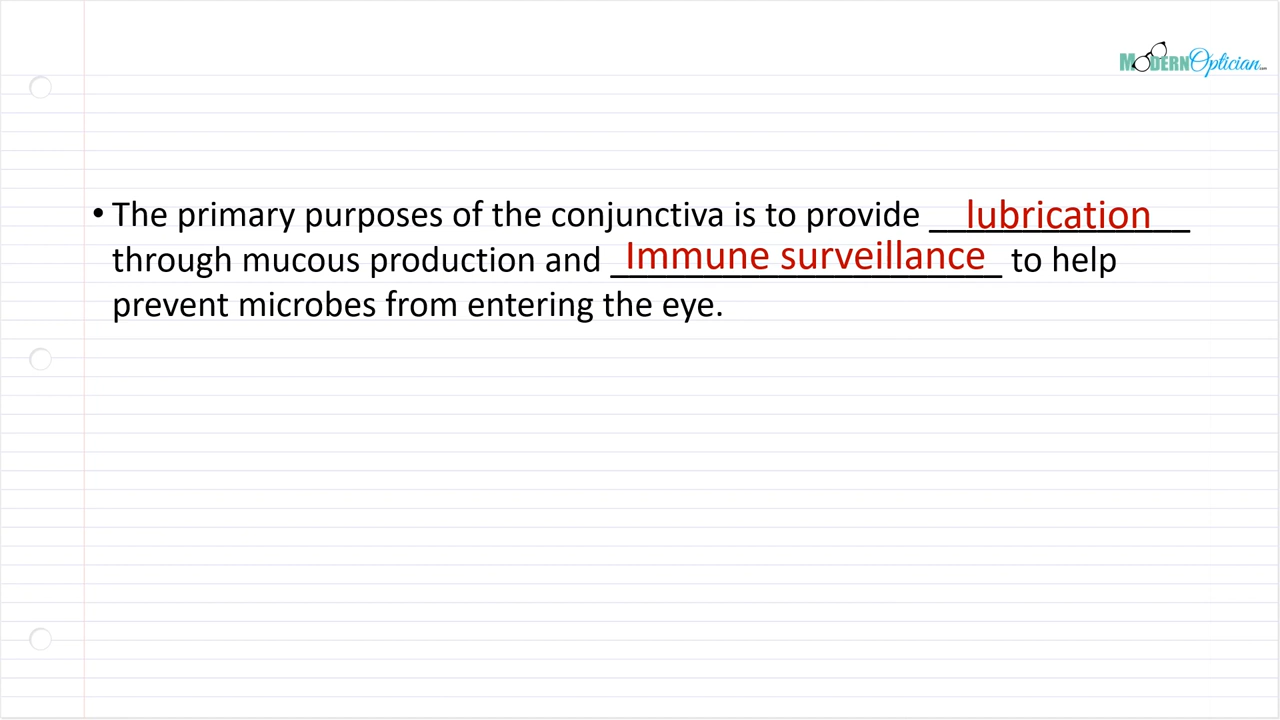 MODERNOptician.com
• The primary purposes of the conjunctiva is to provide lubrication
through mucous production and Immune surveillance to help
prevent microbes from entering the eye.